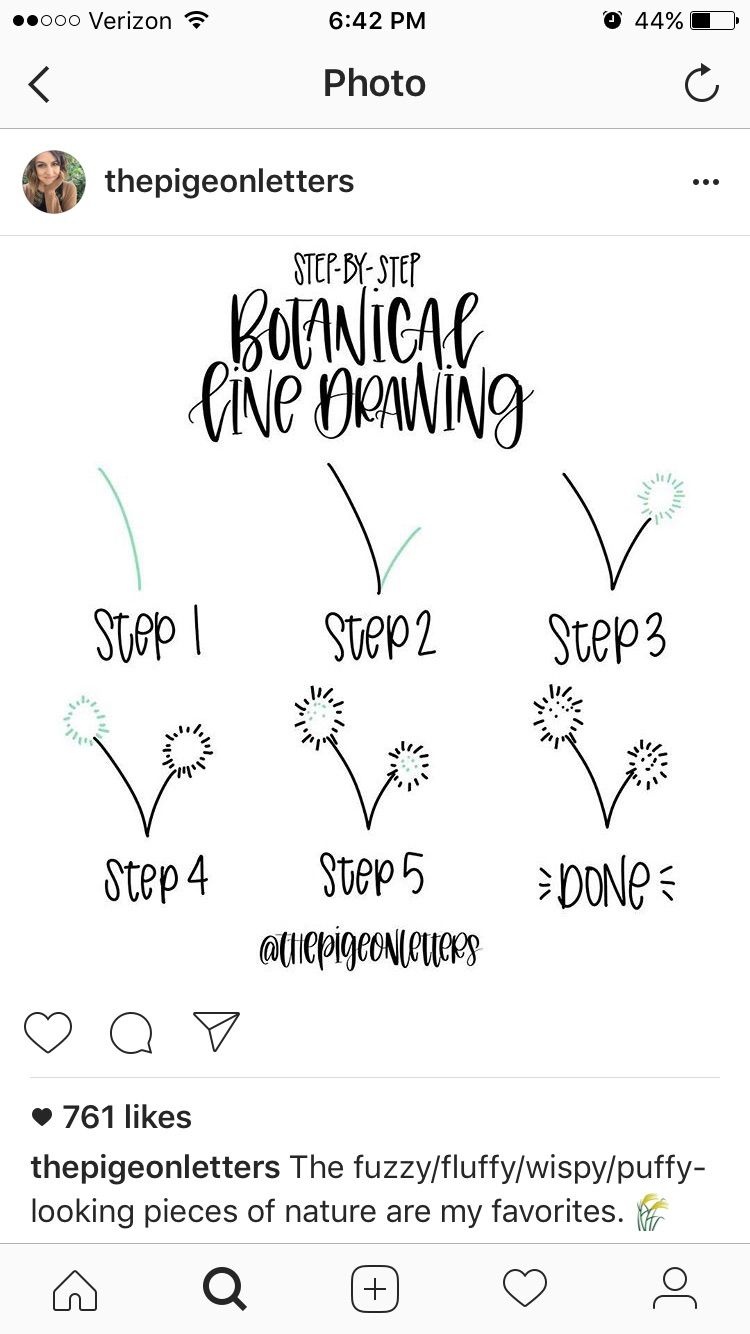 Verizon 6:42 PM 44%
Photo
thepigeonletters
STEP-BY-STEP
BOTANICAL
LINE DRAWING
Step 1 Step 2 Step 3
Step 4 Step 5 DONE
@thepigeonletters
761 likes
thepigeonletters The fuzzy/fluffy/wispy/puffy-
looking pieces of nature are my favorites. 🌾